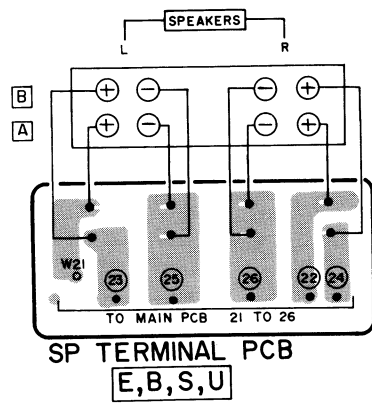 SPEAKERS
L R
B + − − +
A + − − +
W21 23 25 26 22 24
TO MAIN PCB 21 TO 26
SP TERMINAL PCB
E,B,S,U